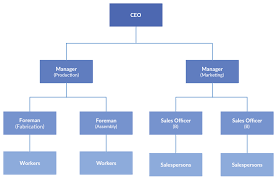 CEO
Manager
(Production)
Manager
(Marketing)
Foreman
(Fabrication)
Foreman
(Assembly)
Sales Officer
(B)
Sales Officer
(B)
Workers
Workers
Salespersons
Salespersons